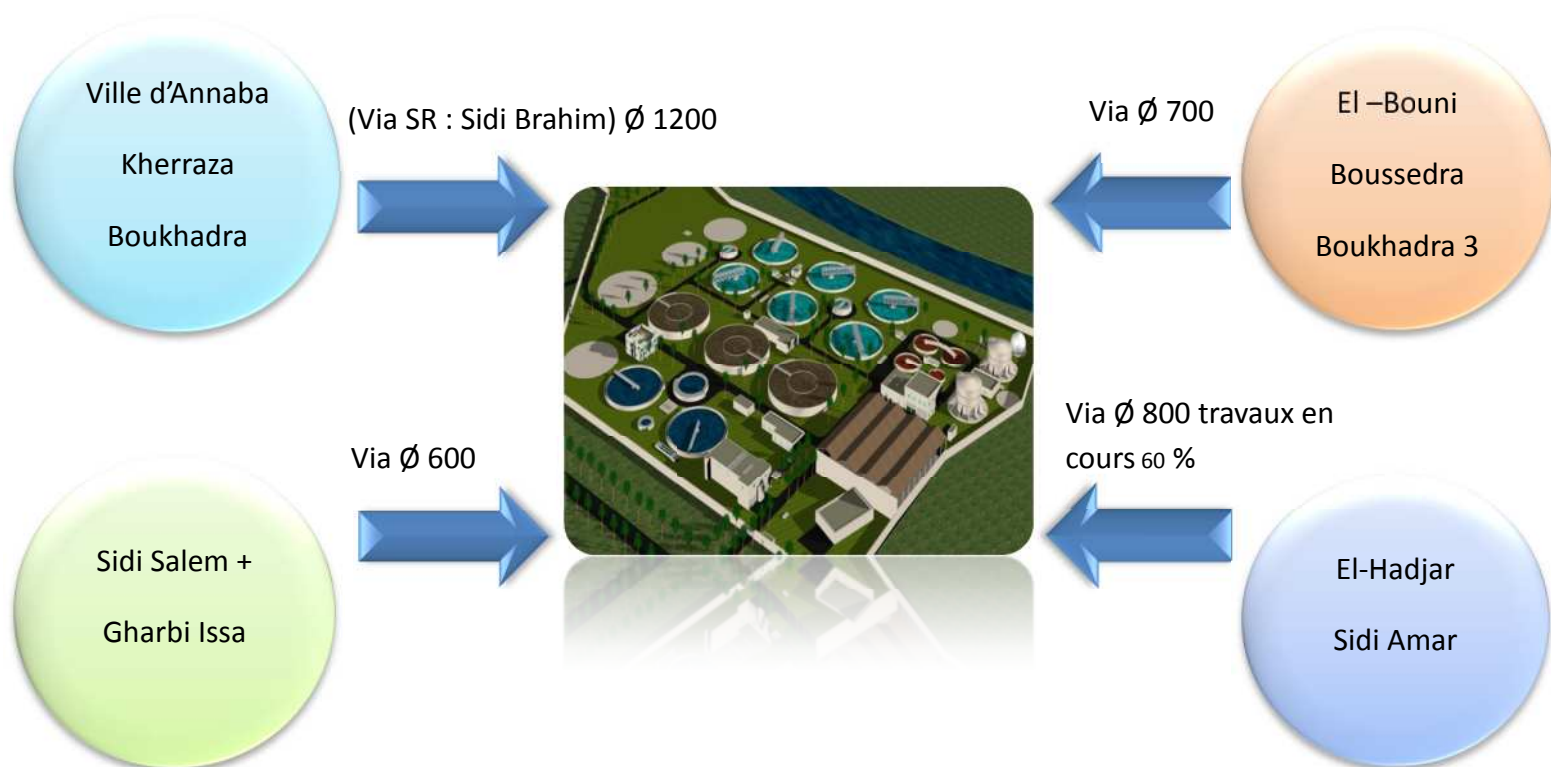 Ville d’Annaba
Kherraza
Boukhadra
(Via SR : Sidi Brahim) Ø 1200
Via Ø 700
El –Bouni
Boussedra
Boukhadra 3
Sidi Salem +
Gharbi Issa
Via Ø 600
Via Ø 800 travaux en
cours 60 %
El-Hadjar
Sidi Amar